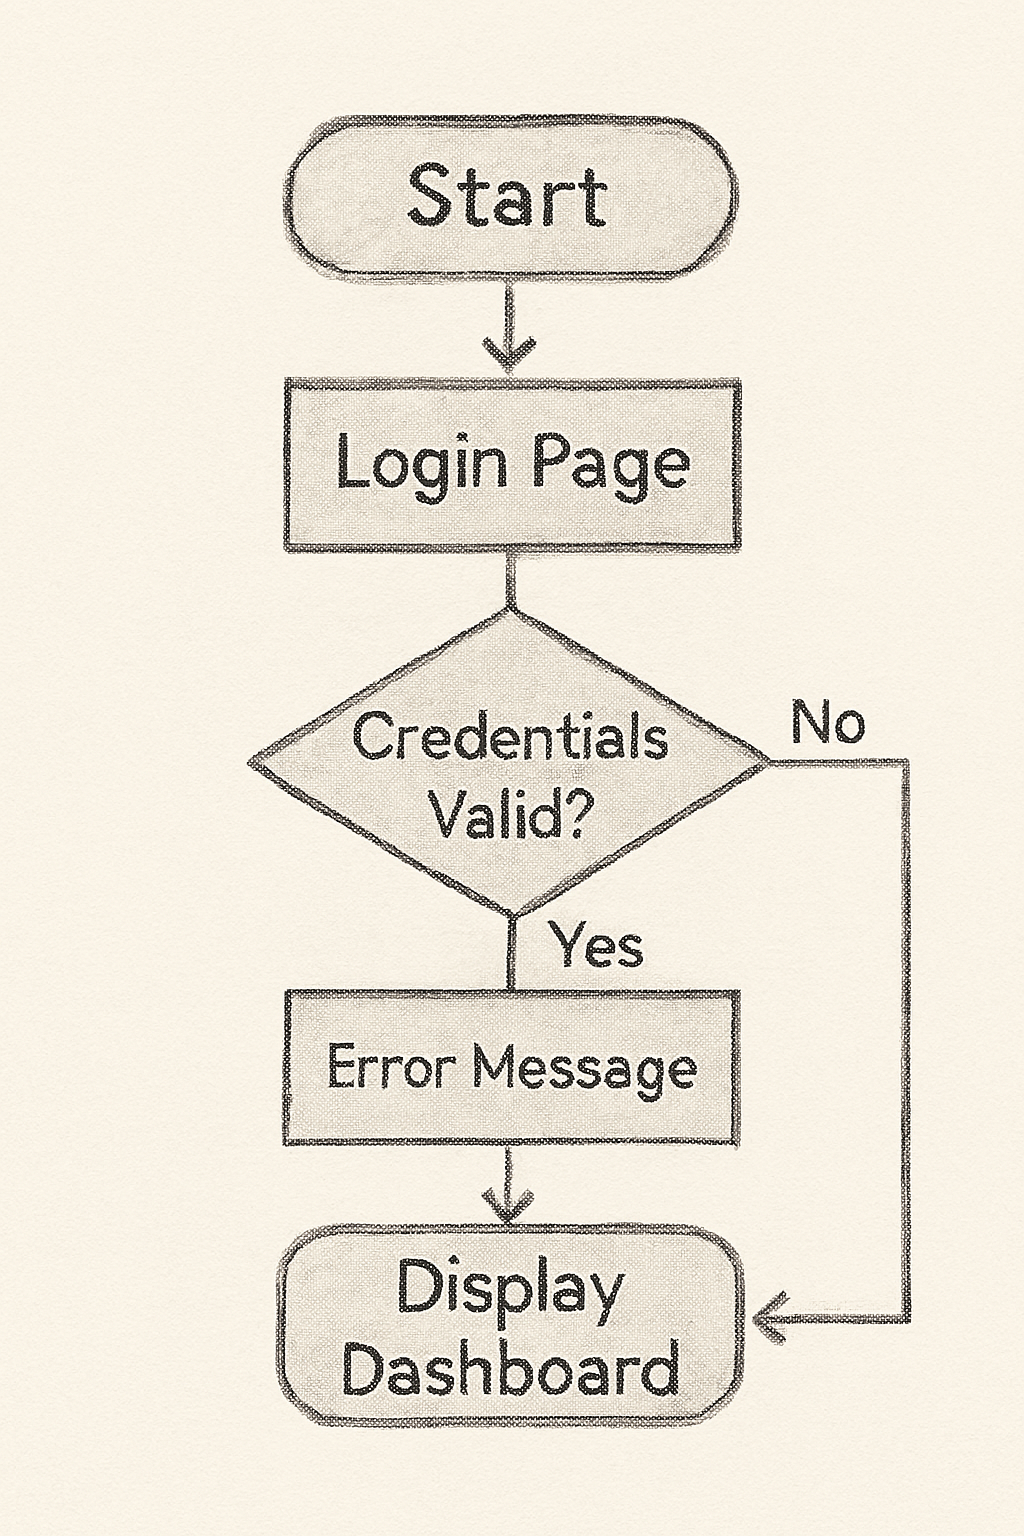 Start
Login Page
Credentials
Valid?
No
Yes
Error Message
Display
Dashboard